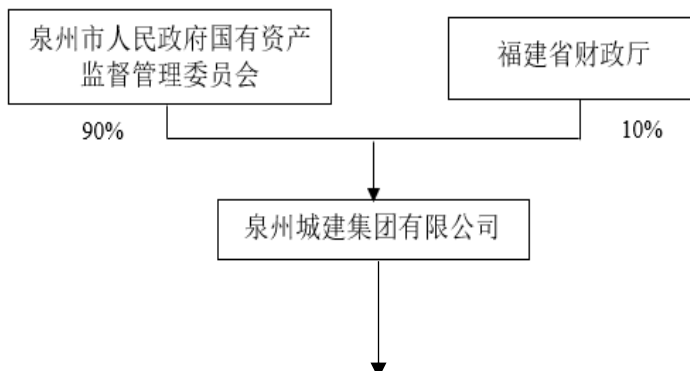 泉州市人民政府国有资产
监督管理委员会
福建省财政厅
90%
10%
泉州城建集团有限公司